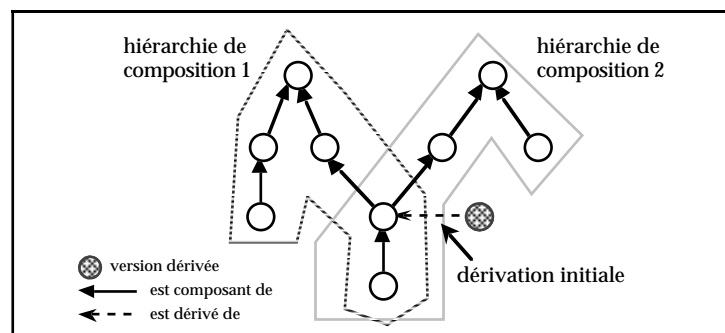 hiérarchie de
composition 1
hiérarchie de
composition 2
version dérivée
est composant de
est dérivé de
dérivation initiale